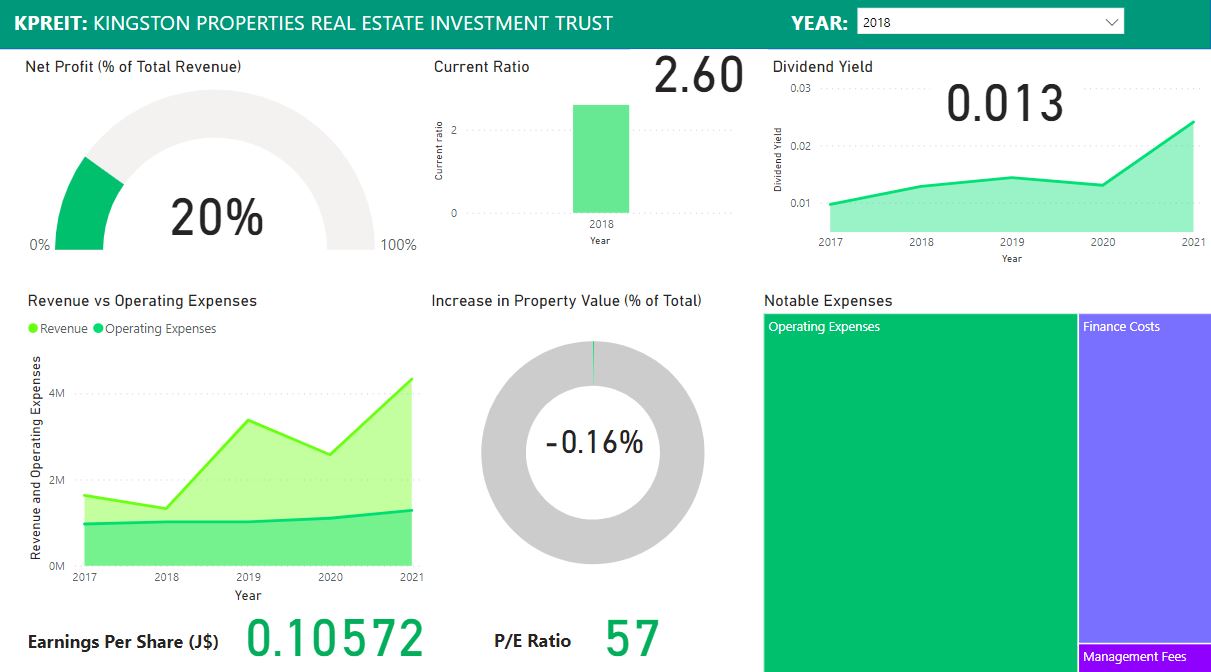 KPREIT: KINGSTON PROPERTIES REAL ESTATE INVESTMENT TRUST
YEAR: 2018
Net Profit (% of Total Revenue)
0%
20%
100%
Current Ratio
2.60
Current ratio
2
0
2018
Year
Dividend Yield
0.013
Dividend Yield
0.03
0.02
0.01
2017 2018 2019 2020 2021
Year
Revenue vs Operating Expenses
Revenue Operating Expenses
Revenue and Operating Expenses
4M
2M
0M
2017 2018 2019 2020 2021
Year
Increase in Property Value (% of Total)
-0.16%
Notable Expenses
Operating Expenses
Finance Costs
Management Fees
Earnings Per Share (J$) 0.10572
P/E Ratio 57